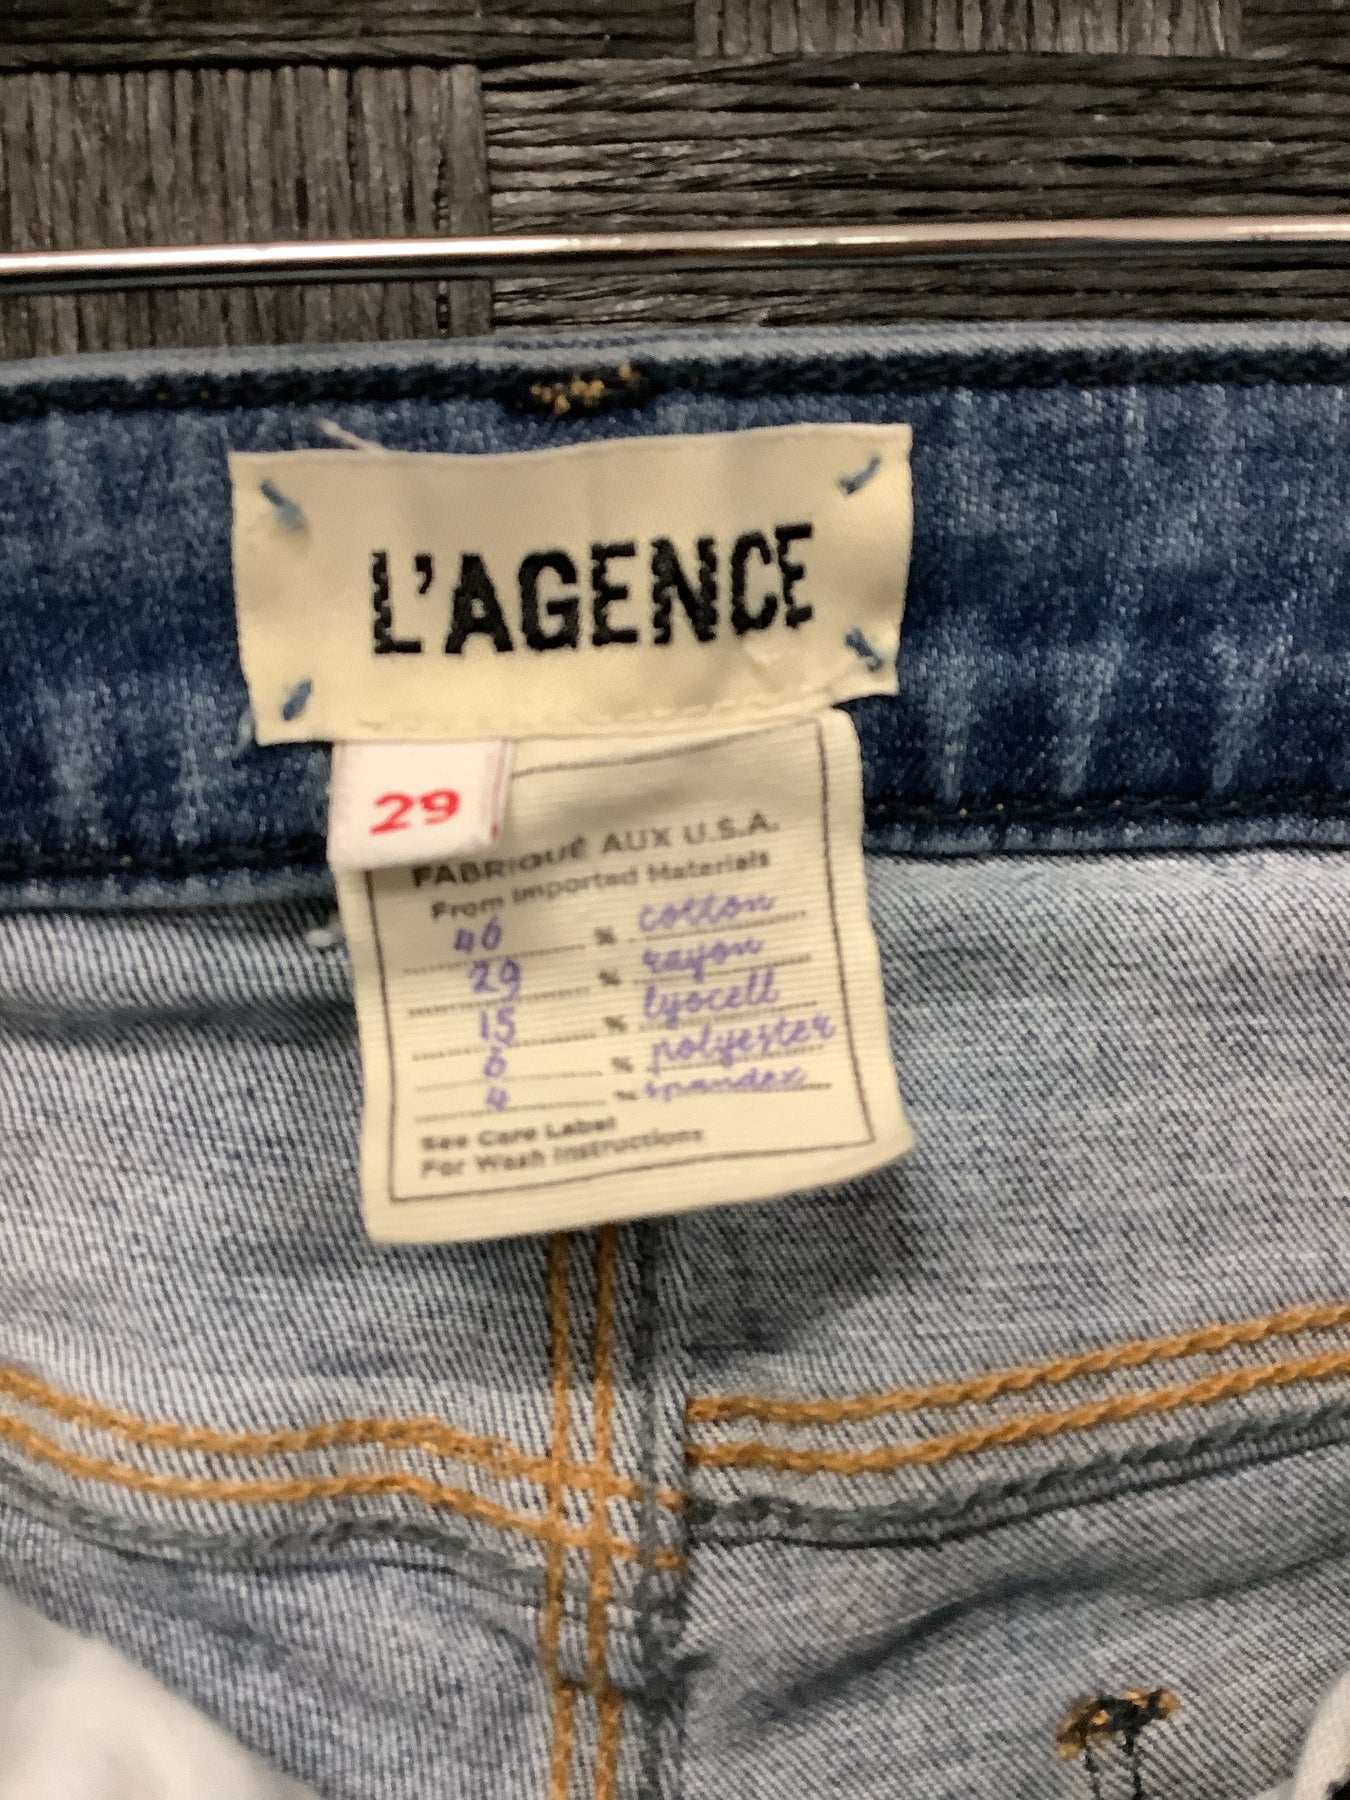 L'AGENCE
29
FABRIQUÉ AUX U.S.A.
From Imported Materials
46 % cotton
29 % rayon
15 % lyocell
6 % polyester
4 % spandex
See Care Label
For Wash Instructions